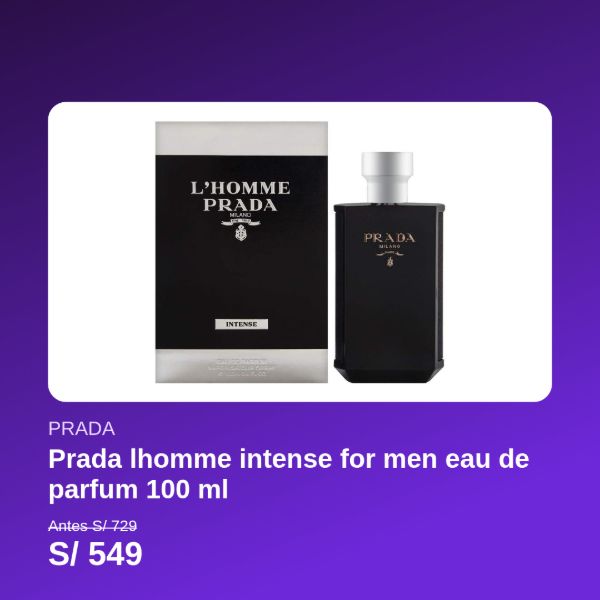 L'HOMME
PRADA
MILANO
INTENSE
PRADA
MILANO
PRADA
Prada lhomme intense for men eau de
parfum 100 ml
Antes S/ 729
S/ 549